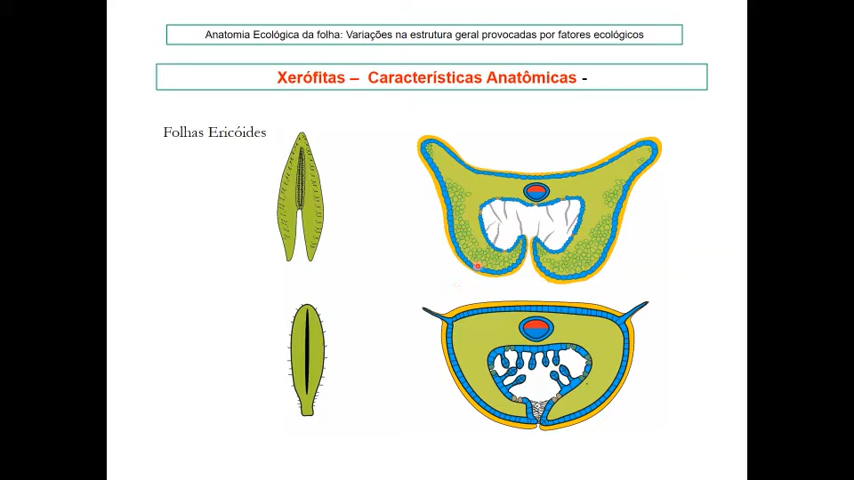 Anatomia Ecológica da folha: Variações na estrutura geral provocadas por fatores ecológicos
Xerófitas – Características Anatômicas -
Folhas Ericóides